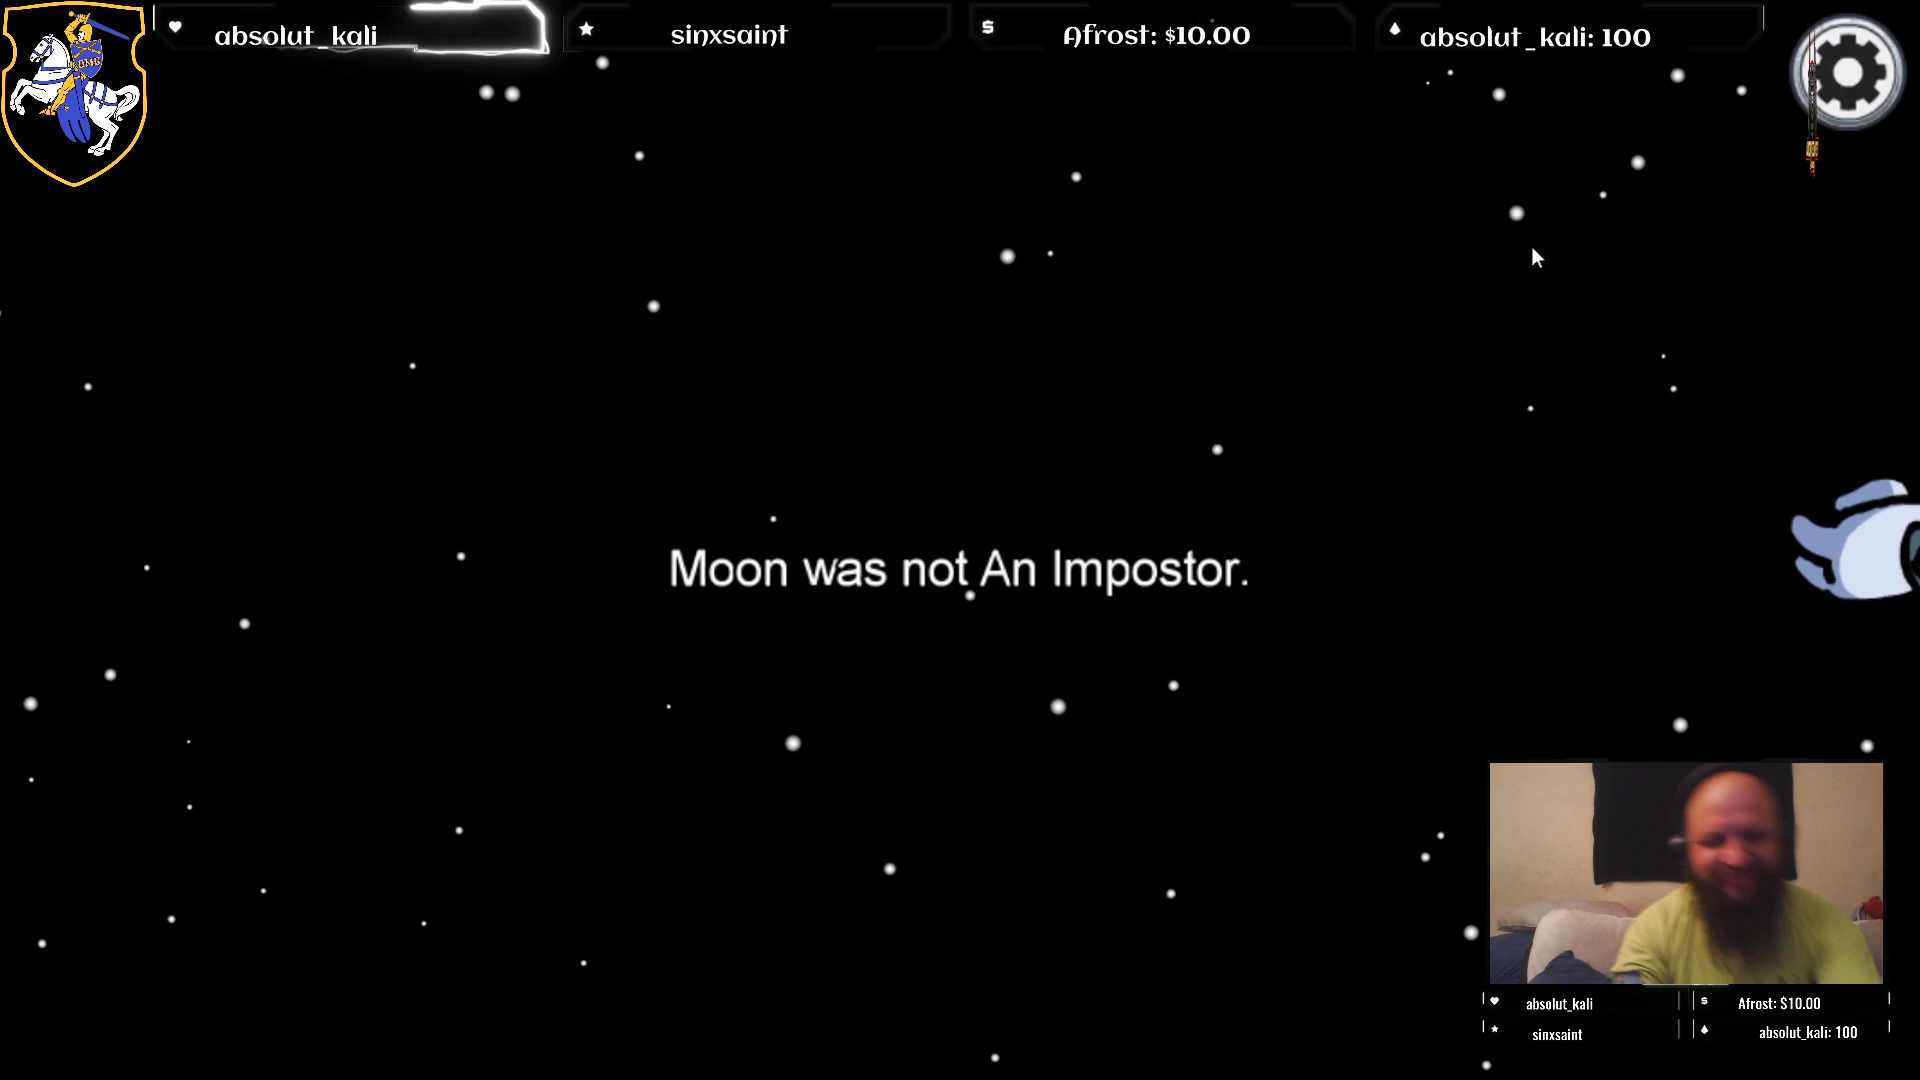 absolut_kali
sinxsaint
Afrost: $10.00
absolut_kali: 100
Moon was not An Impostor.
absolut_kali
Afrost: $10.00
sinxsaint
absolut_kali: 100